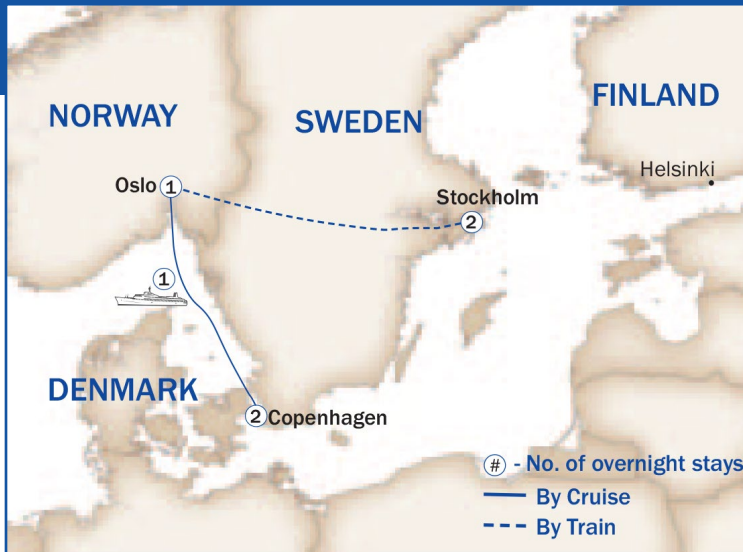 NORWAY
SWEDEN
FINLAND
Helsinki
Oslo 1
Stockholm
2
1
DENMARK
2 Copenhagen
# - No. of overnight stays
By Cruise
By Train